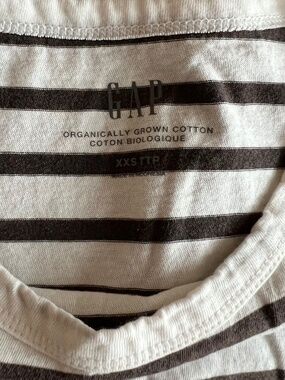 GAP
ORGANICALLY GROWN COTTON
COTON BIOLOGIQUE
XXS TTP